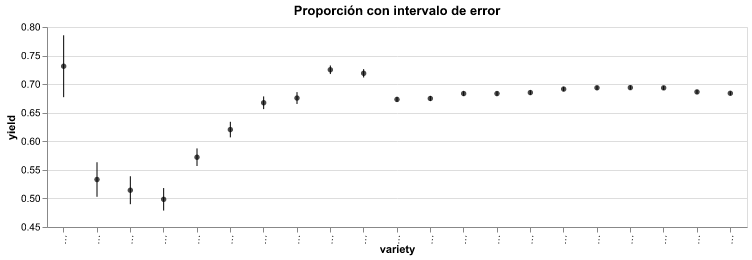 Proporción con intervalo de error
0.80
0.75
0.70
0.65
0.60
0.55
0.50
0.45
yield
… … … … … … … … … … … … … … … … … … … … …
variety